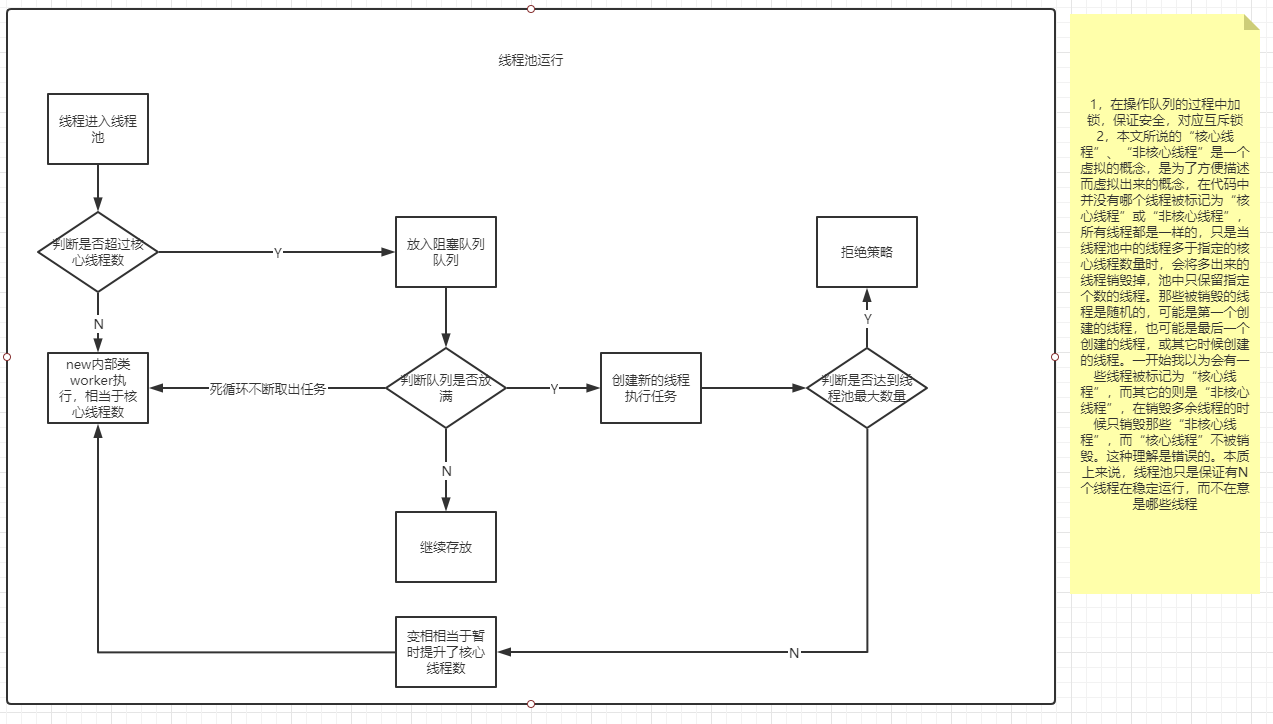 线程池运行
线程进入线程
池
判断是否超过核
心线程数
Y
放入阻塞队列
队列
拒绝策略
N
Y
new内部类
worker执
行，相当于核
心线程数
死循环不断取出任务
判断队列是否放
满
Y
创建新的线程
执行任务
判断是否达到线
程池最大数量
N
继续存放
变相相当于暂
时提升了核心
线程数
N
1，在操作队列的过程中加
锁，保证安全，对应互斥锁
2，本文所说的“核心线
程”、“非核心线程”是一个
虚拟的概念，是为了方便描述
而虚拟出来的概念，在代码中
并没有哪个线程被标记为“核
心线程”或“非核心线程”，
所有线程都是一样的，只是当
线程池中的线程多于指定的核
心线程数量时，会将多出来的
线程销毁掉，池中只保留指定
个数的线程。那些被销毁的线
程是随机的，可能是第一个创
建的线程，也可能是最后一个
创建的线程，或其它时候创建
的线程。一开始我以为会有一
些线程被标记为“核心线
程”，而其它的则是“非核心
线程”，在销毁多余线程的时
候只销毁那些“非核心线
程”，而“核心线程”不被销
毁。这种理解是错误的。本质
上来说，线程池只是保证有N
个线程在稳定运行，而不在意
是哪些线程